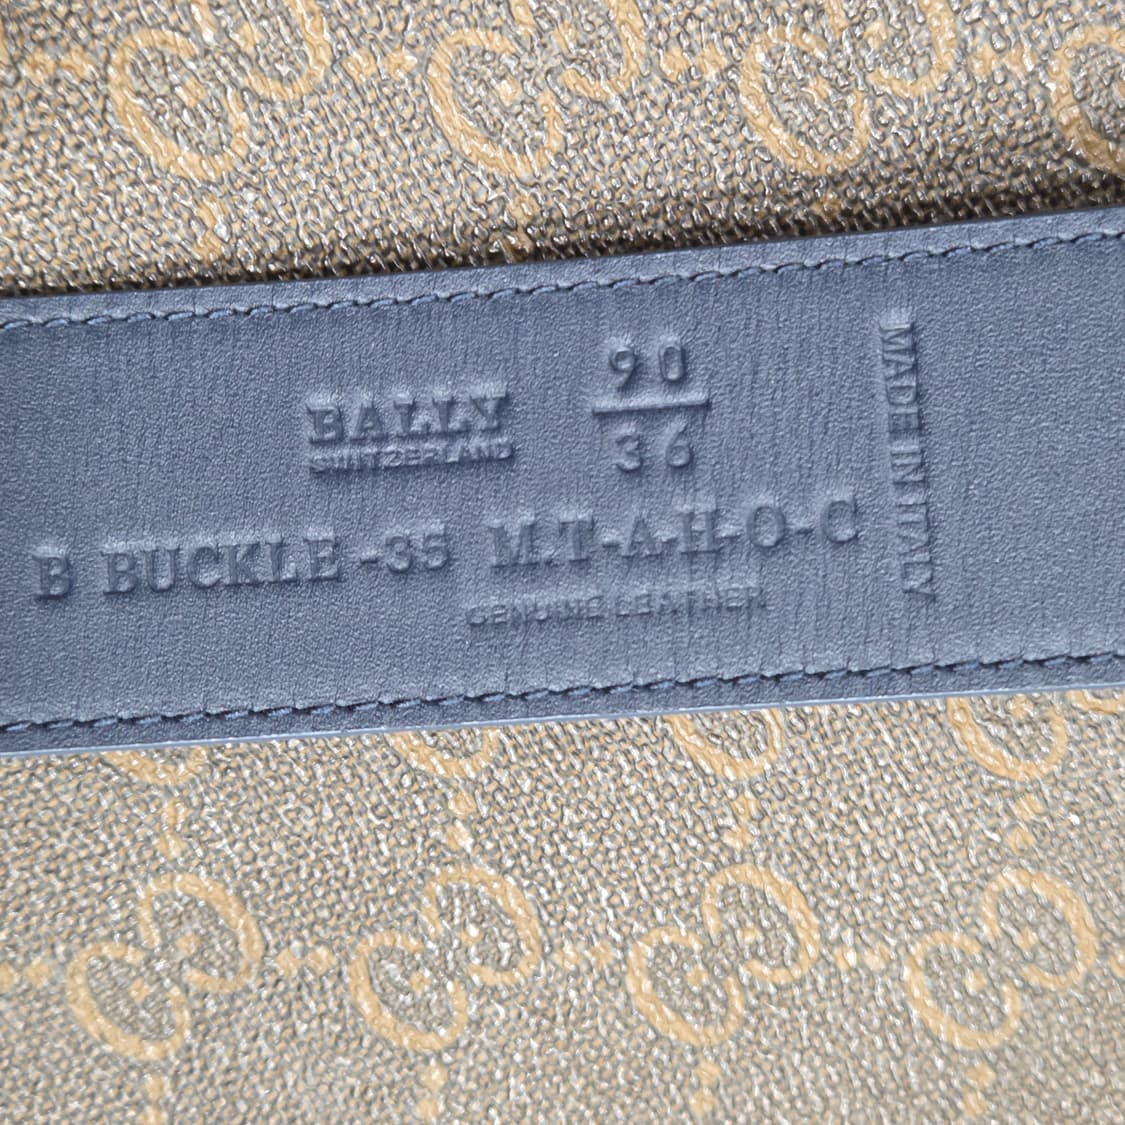 BALLY
SWITZERLAND
90
36
B BUCKLE-35 M.T-A-H-O-C
GENUINE LEATHER
MADE IN ITALY